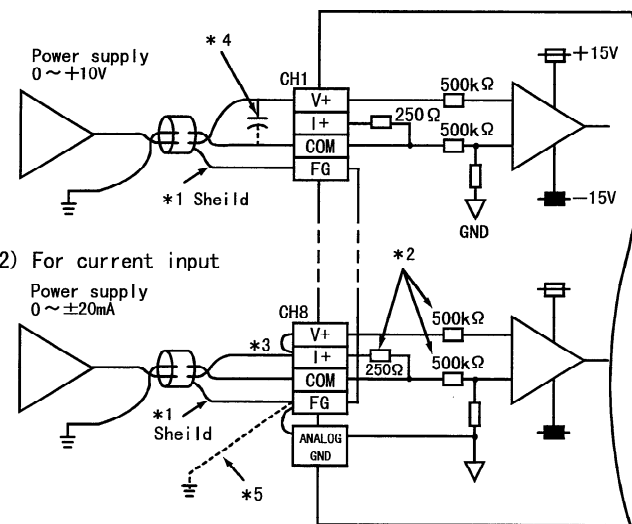 Power supply
0～+10V
*4
CH1
V+
I+
COM
FG
500kΩ
+15V
250Ω
500kΩ
*1 Sheild
GND
-15V
2) For current input
Power supply
0～±20mA
*2
CH8
V+
I+
COM
FG
*3
500kΩ
500kΩ
250Ω
*1
Sheild
ANALOG
GND
*5